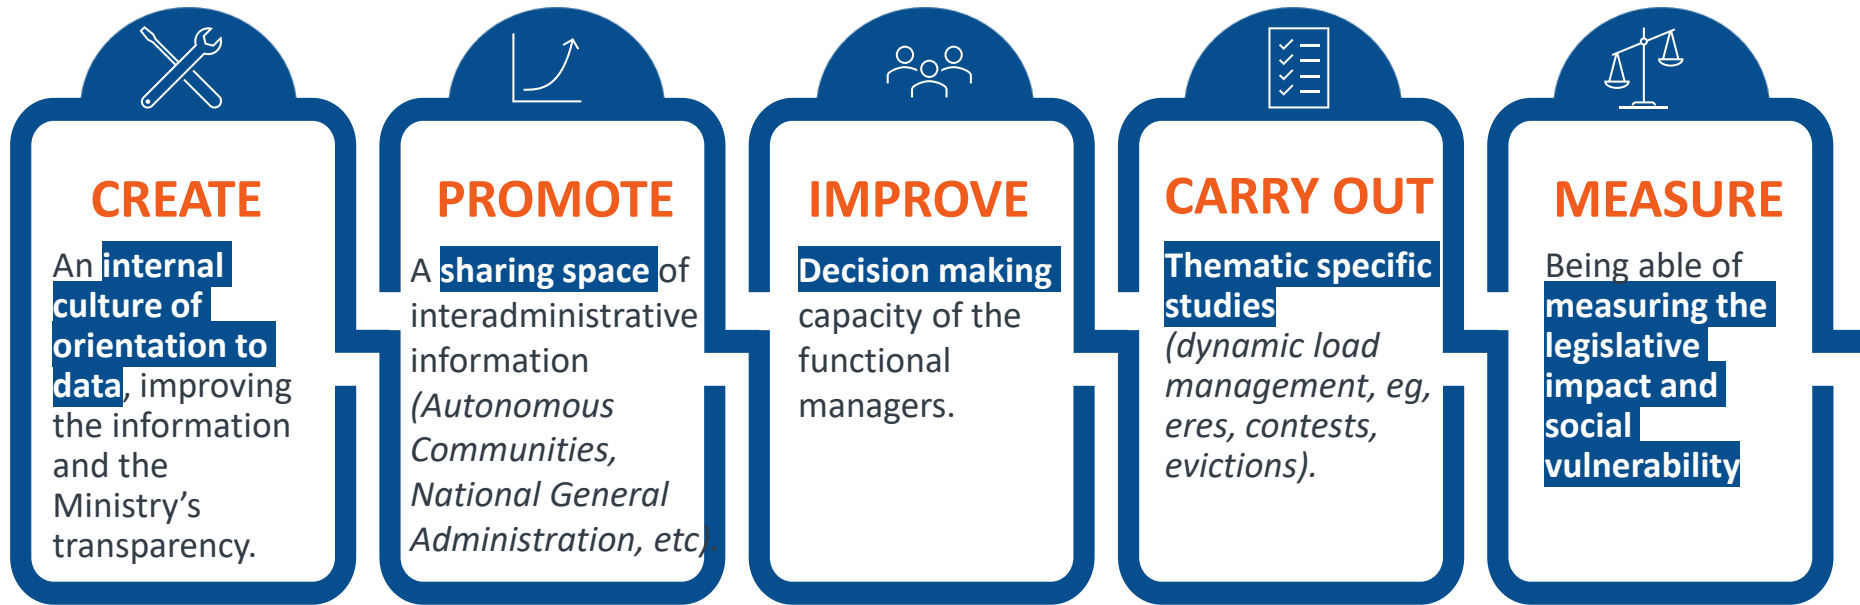 CREATE
An internal
culture of
orientation to
data, improving
the information
and the
Ministry’s
transparency.
PROMOTE
A sharing space of
interadministrative
information
(Autonomous
Communities,
National General
Administration, etc).
IMPROVE
Decision making
capacity of the
functional
managers.
CARRY OUT
Thematic specific
studies
(dynamic load
management, eg,
eres, contests,
evictions).
MEASURE
Being able of
measuring the
legislative
impact and
social
vulnerability